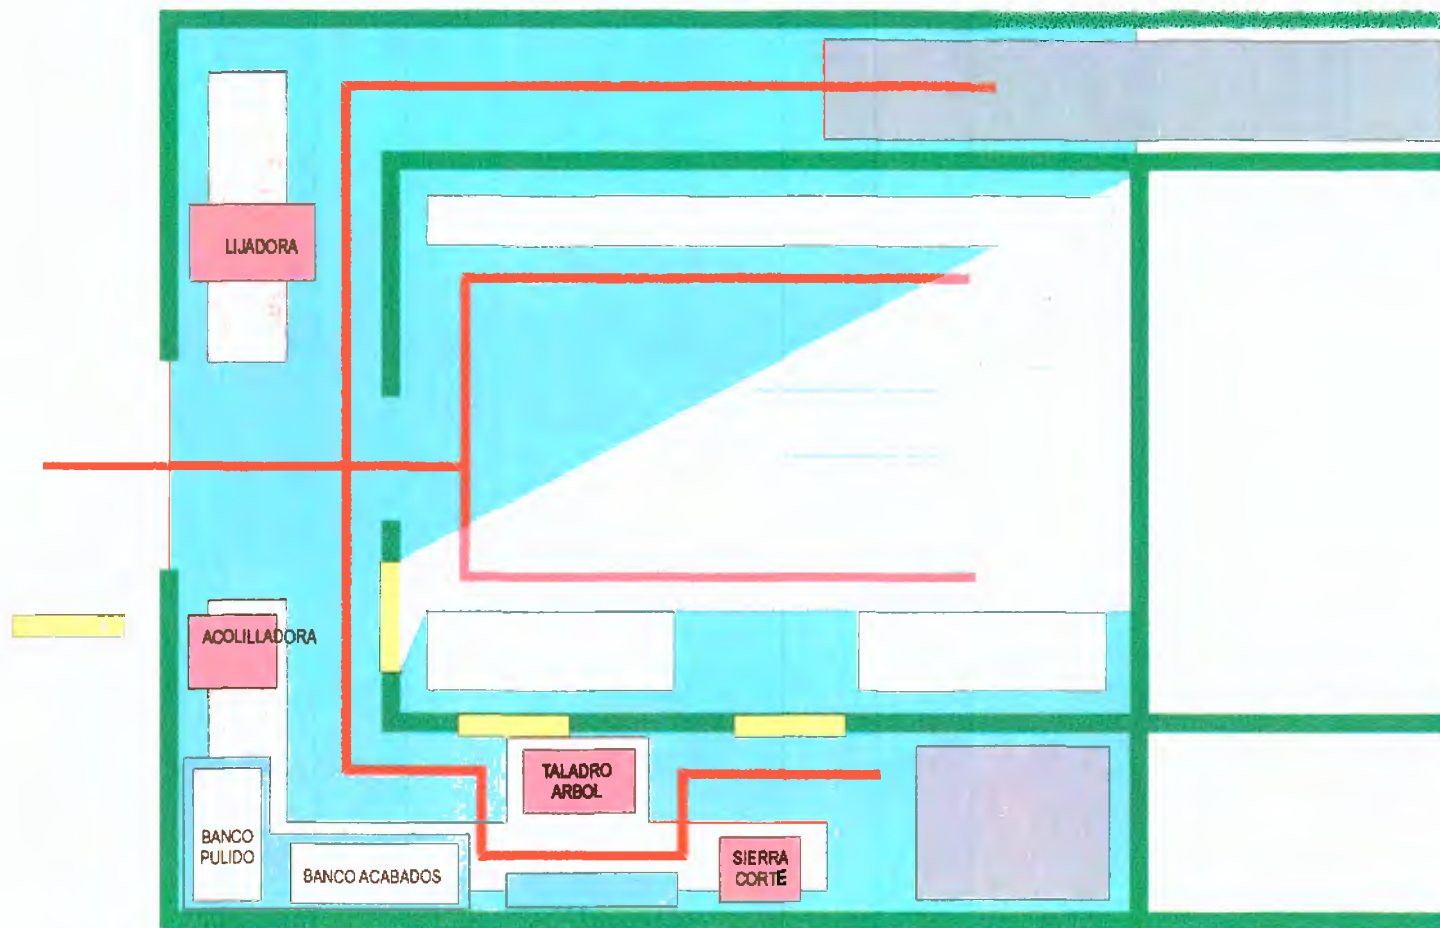 LIJADORA
ACOLILLADORA
TALADRO
ARBOL
BANCO
PULIDO
BANCO ACABADOS
SIERRA
CORTE